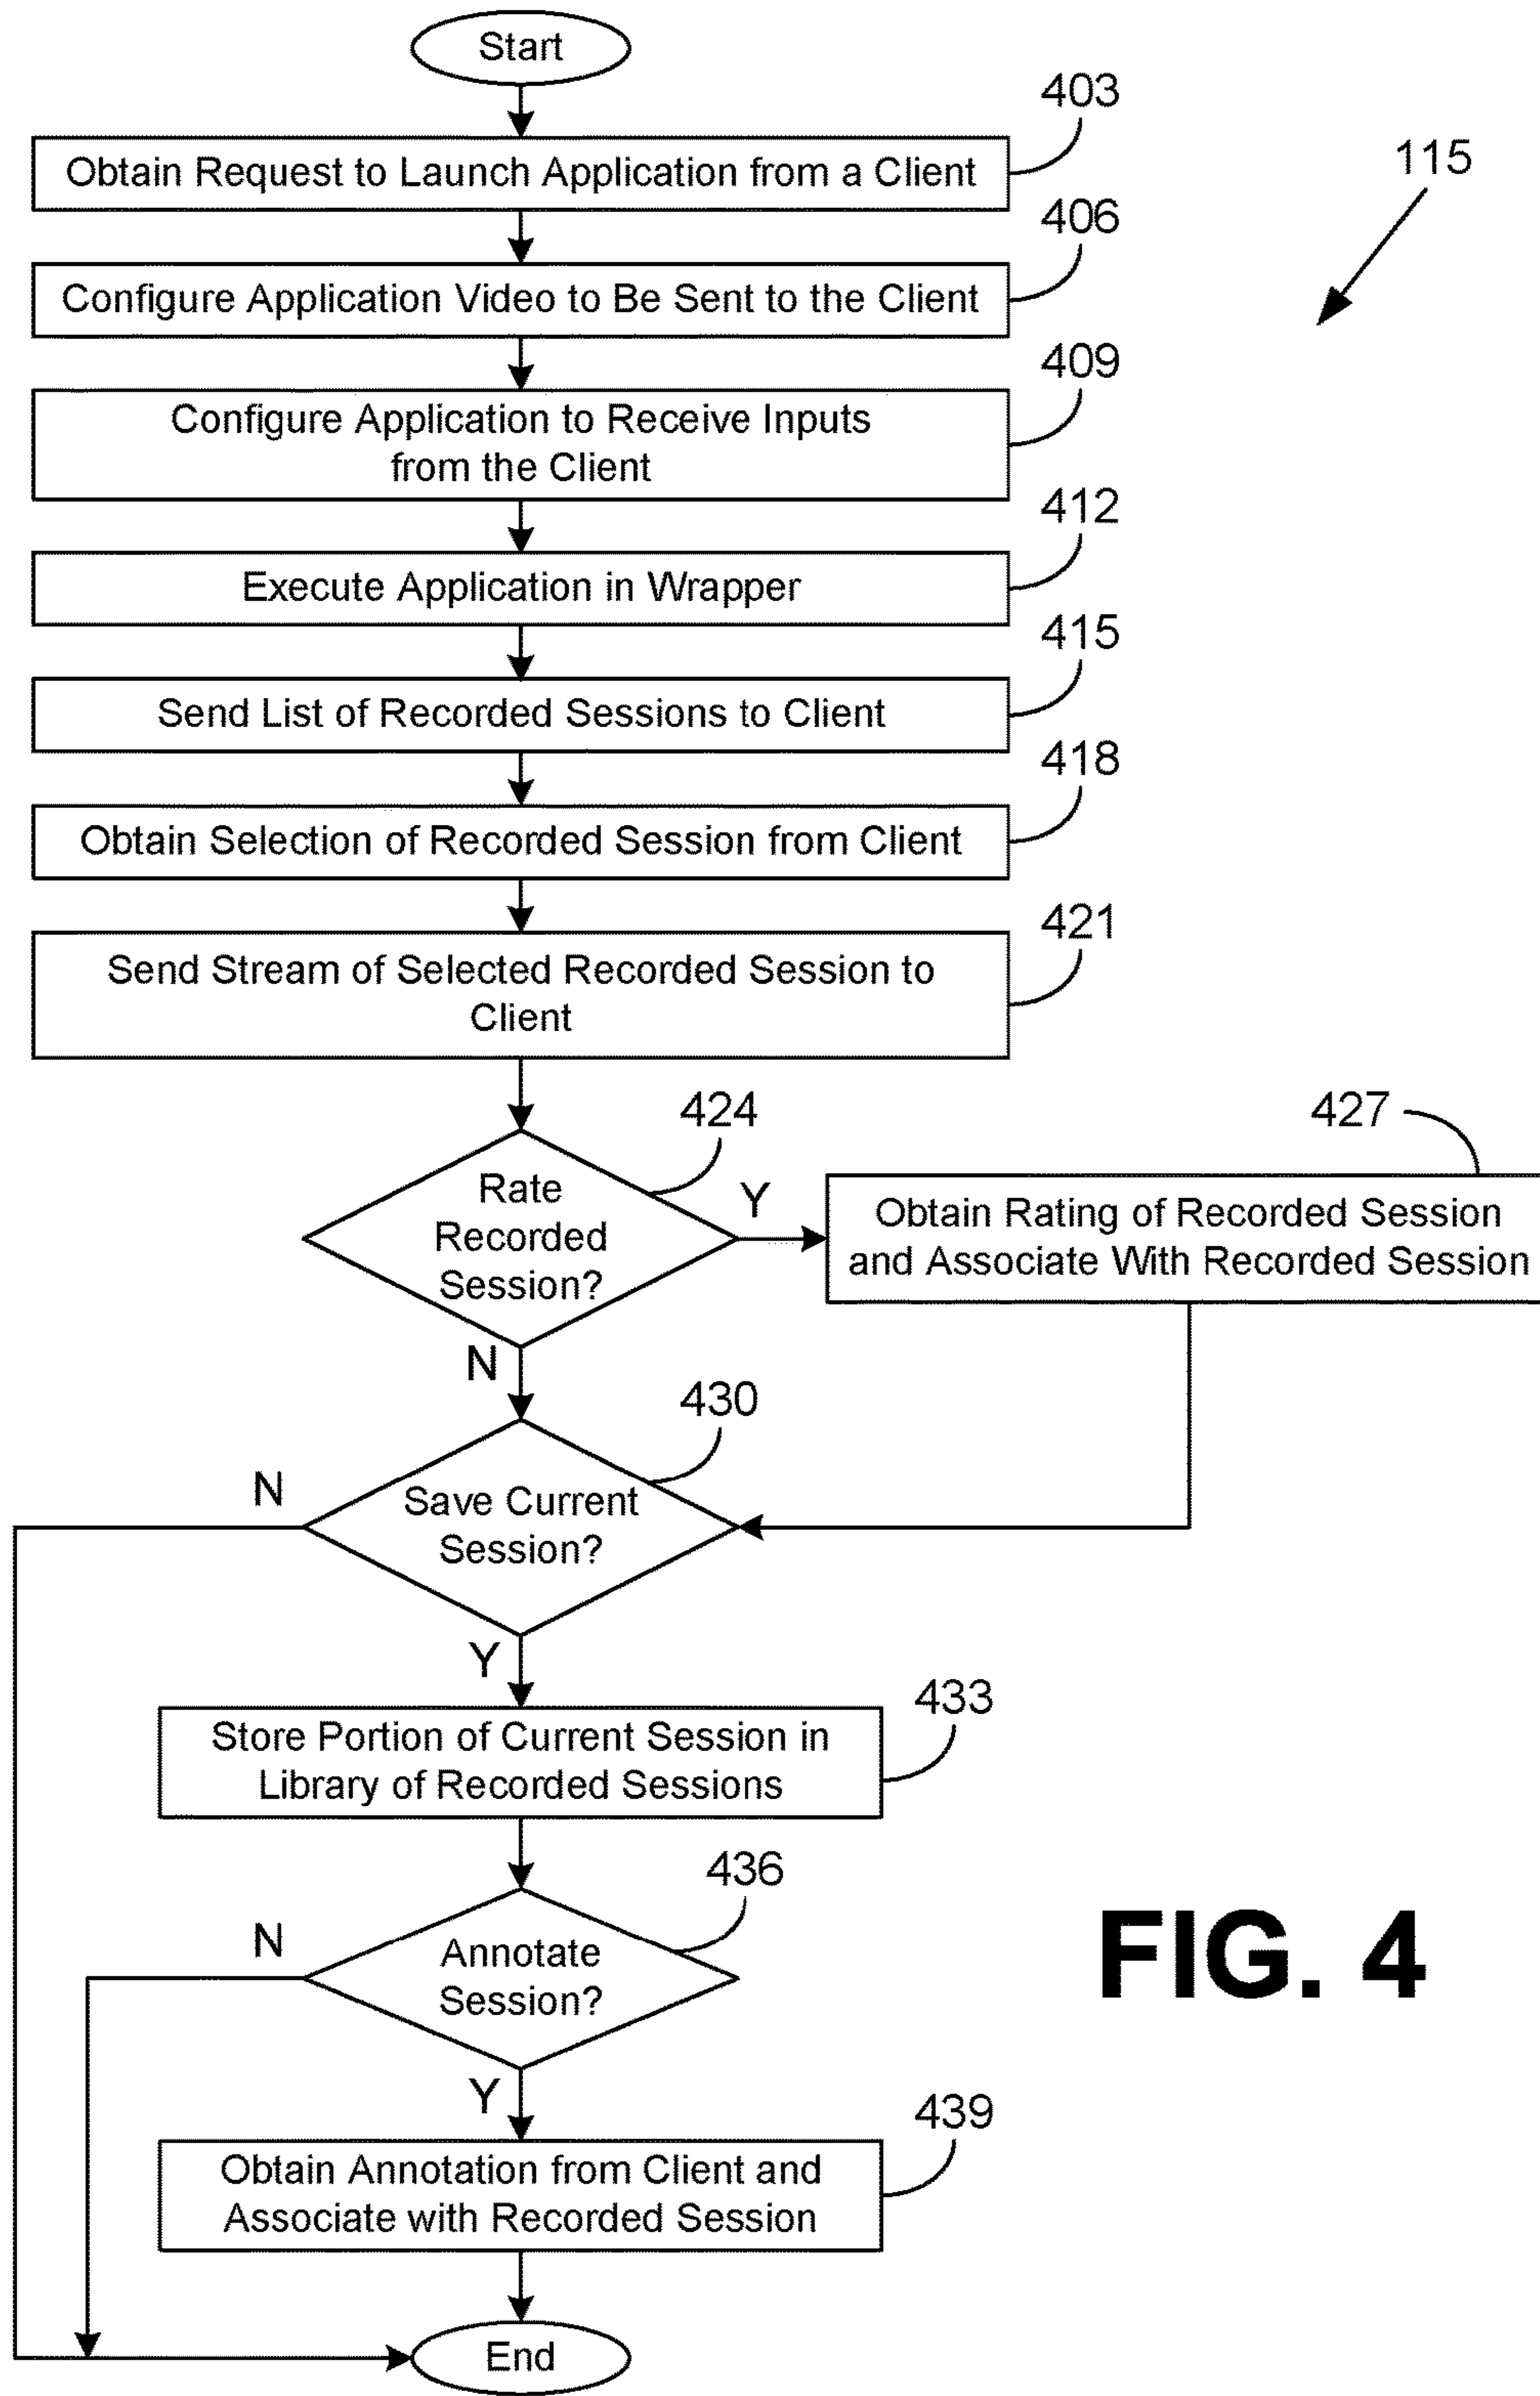 Start
403
Obtain Request to Launch Application from a Client
115
406
Configure Application Video to Be Sent to the Client
409
Configure Application to Receive Inputs
from the Client
412
Execute Application in Wrapper
415
Send List of Recorded Sessions to Client
418
Obtain Selection of Recorded Session from Client
421
Send Stream of Selected Recorded Session to
Client
424
427
Rate
Recorded
Session?
Y
Obtain Rating of Recorded Session
and Associate With Recorded Session
N
430
N
Save Current
Session?
Y
433
Store Portion of Current Session in
Library of Recorded Sessions
436
N
Annotate
Session?
FIG. 4
Y
439
Obtain Annotation from Client and
Associate with Recorded Session
End